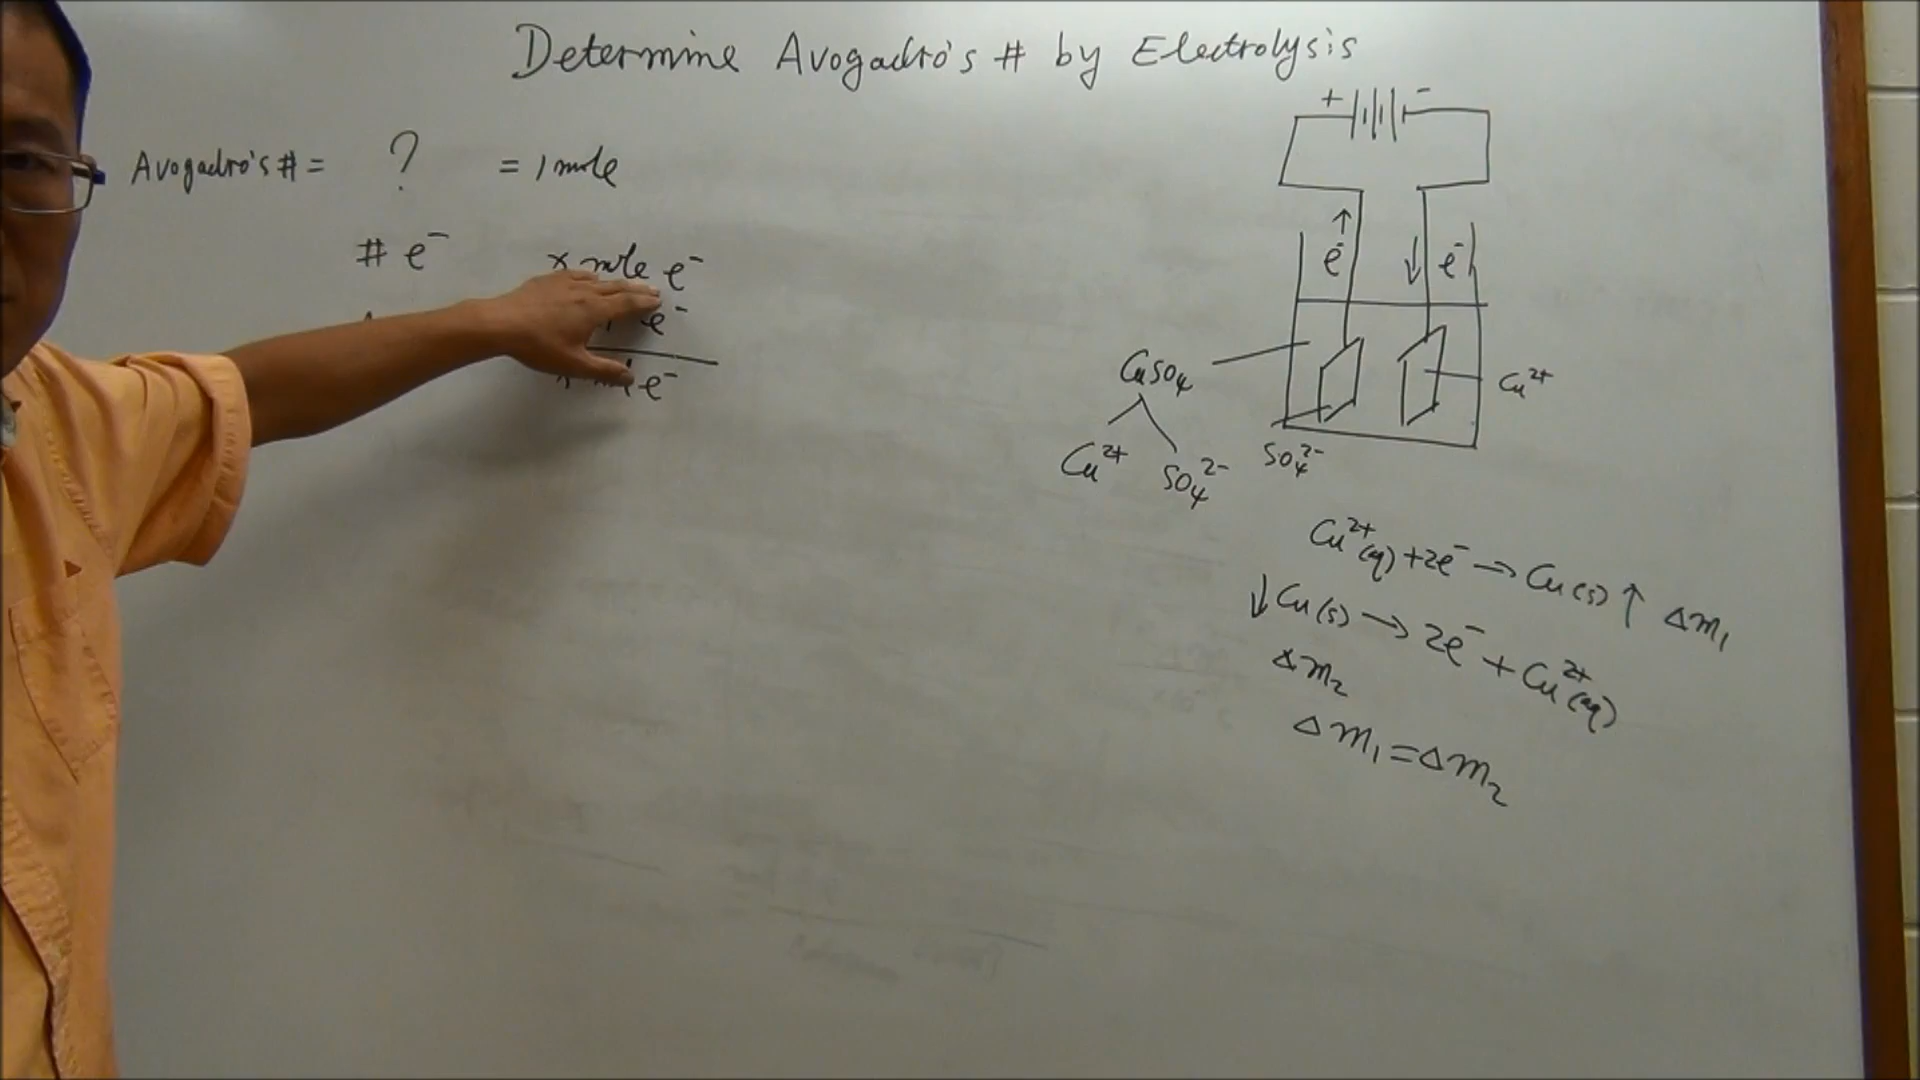 Determine Avogadro's # by Electrolysis
Avogadro's # = ? = 1 mole
# e⁻ x mole e⁻
e⁻
e⁻
+ -
e⁻ e⁻
CuSO₄
Cu²⁺ SO₄²⁻
SO₄²⁻
Cu²⁺
Cu²⁺(aq) + 2e⁻ → Cu(s) ↑ Δm₁
↓ Cu(s) → 2e⁻ + Cu²⁺(aq)
Δm₂
Δm₁ = Δm₂